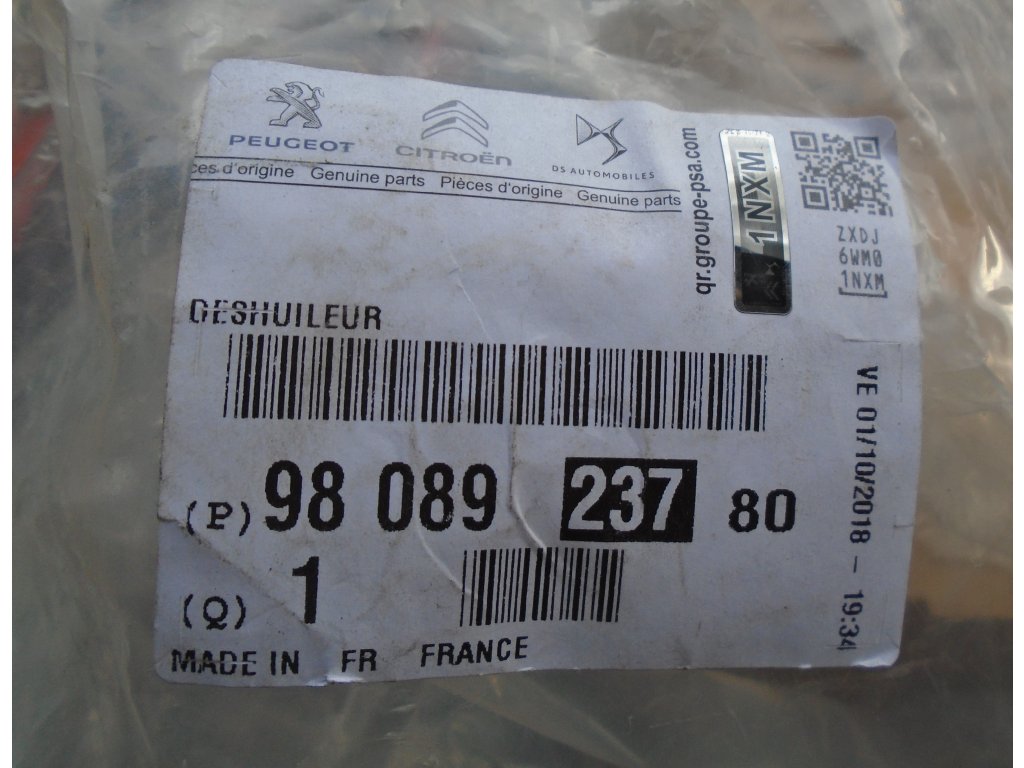 PEUGEOT
CITROËN
DS AUTOMOBILES
ces d'origine Genuine parts Pièces d'origine Genuine parts
qr.groupe-psa.com
1NXM
ZXDJ
6WM0
1NXM
DESHUILEUR
(P) 98 089 237 80
(Q) 1
MADE IN FR FRANCE
VE 01/10/2018 - 19:34